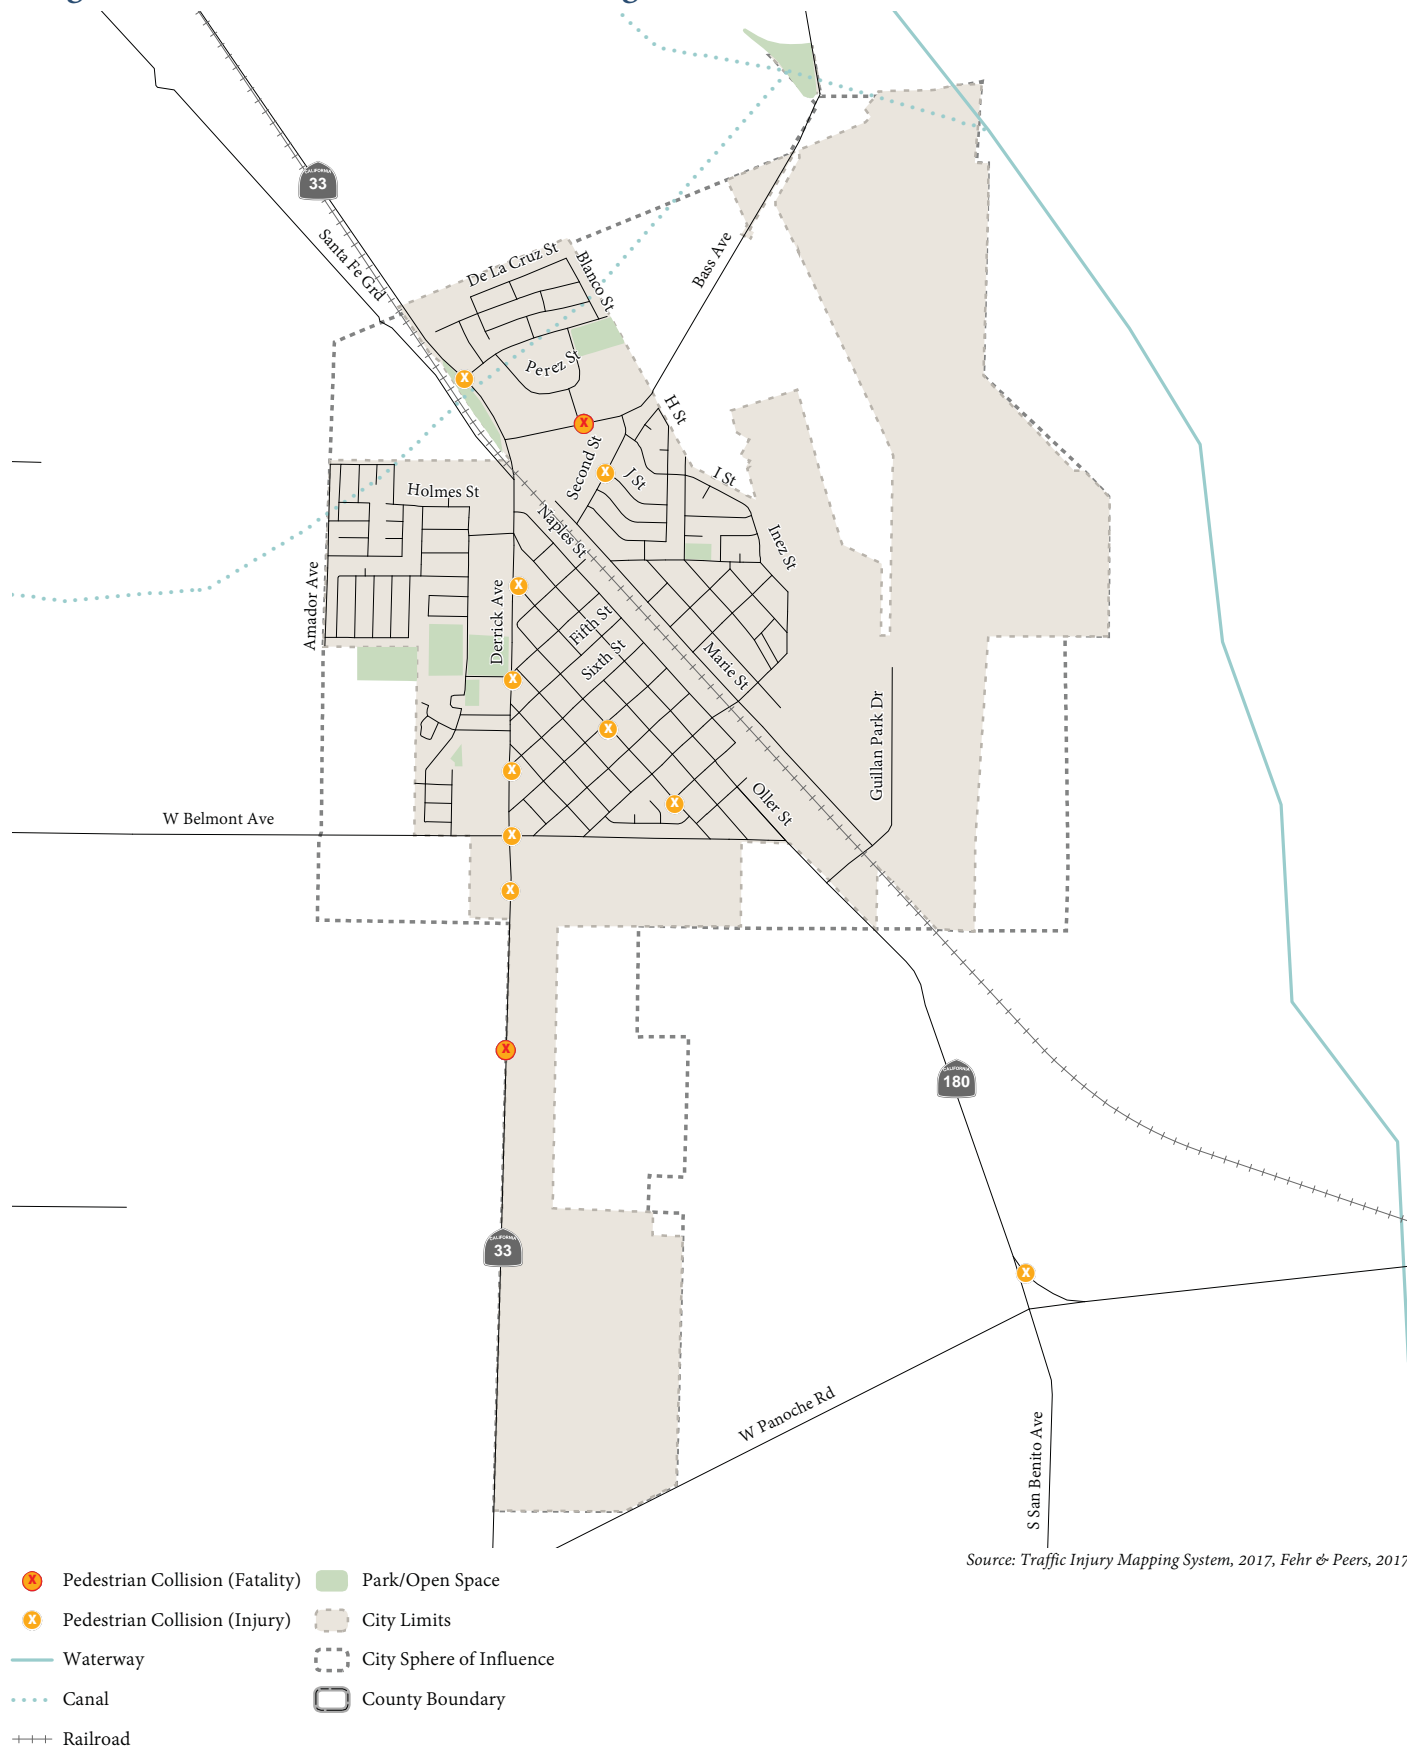 CALIFORNIA
33
Santa Fe Grd
De La Cruz St
Blanco St
Bass Ave
Perez St
H St
Second St
J St
I St
Holmes St
Naples St
Inez St
Amador Ave
Derrick Ave
Fifth St
Sixth St
Marie St
Guillan Park Dr
Oller St
W Belmont Ave
CALIFORNIA
180
CALIFORNIA
33
W Panoche Rd
S San Benito Ave
Source: Traffic Injury Mapping System, 2017, Fehr & Peers, 2017
X Pedestrian Collision (Fatality)
X Pedestrian Collision (Injury)
Waterway
Canal
Railroad
Park/Open Space
City Limits
City Sphere of Influence
County Boundary